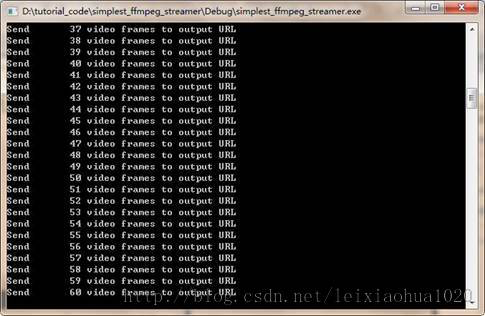 D:\tutorial_code\simplest_ffmpeg_streamer\Debug\simplest_ffmpeg_streamer.exe
Send 37 video frames to output URL
Send 38 video frames to output URL
Send 39 video frames to output URL
Send 40 video frames to output URL
Send 41 video frames to output URL
Send 42 video frames to output URL
Send 43 video frames to output URL
Send 44 video frames to output URL
Send 45 video frames to output URL
Send 46 video frames to output URL
Send 47 video frames to output URL
Send 48 video frames to output URL
Send 49 video frames to output URL
Send 50 video frames to output URL
Send 51 video frames to output URL
Send 52 video frames to output URL
Send 53 video frames to output URL
Send 54 video frames to output URL
Send 55 video frames to output URL
Send 56 video frames to output URL
Send 57 video frames to output URL
Send 58 video frames to output URL
Send 59 video frames to output URL
Send 60 video frames to output URL
http://blog.csdn.net/leixiaohua1020